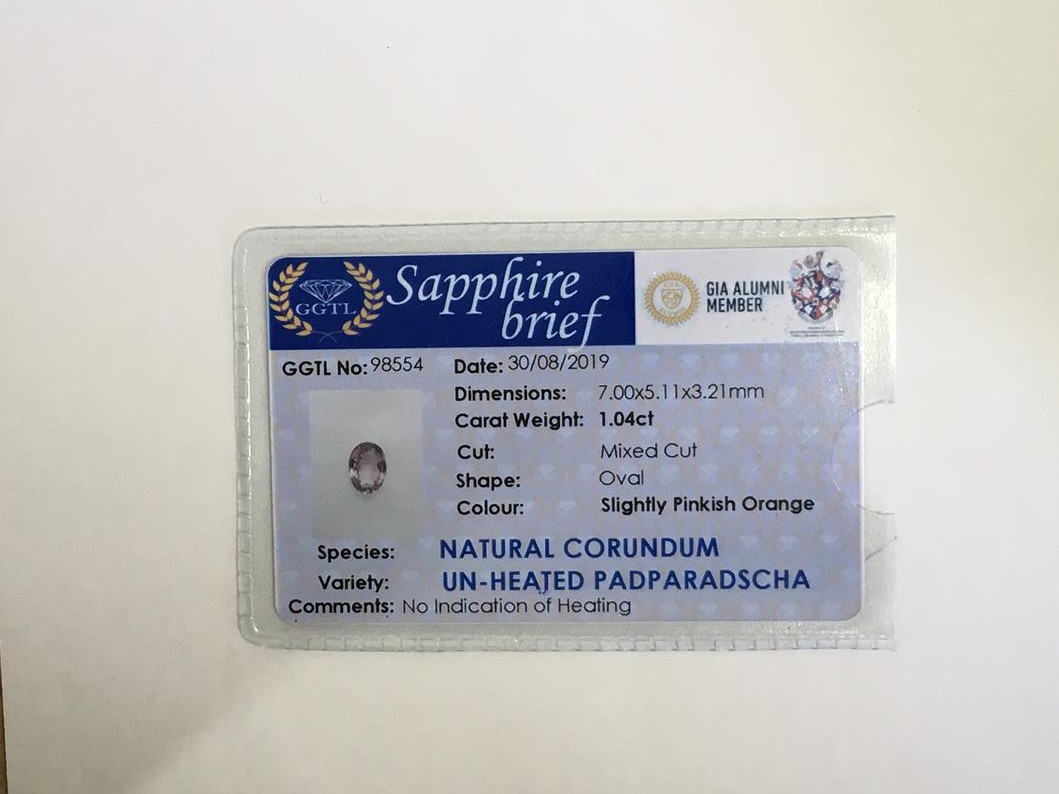 GGTL
Sapphire
brief
GIA ALUMNI
MEMBER
GGTL No: 98554
Date: 30/08/2019
Dimensions: 7.00x5.11x3.21mm
Carat Weight: 1.04ct
Cut: Mixed Cut
Shape: Oval
Colour: Slightly Pinkish Orange
Species: NATURAL CORUNDUM
Variety: UN-HEATED PADPARADSCHA
Comments: No Indication of Heating